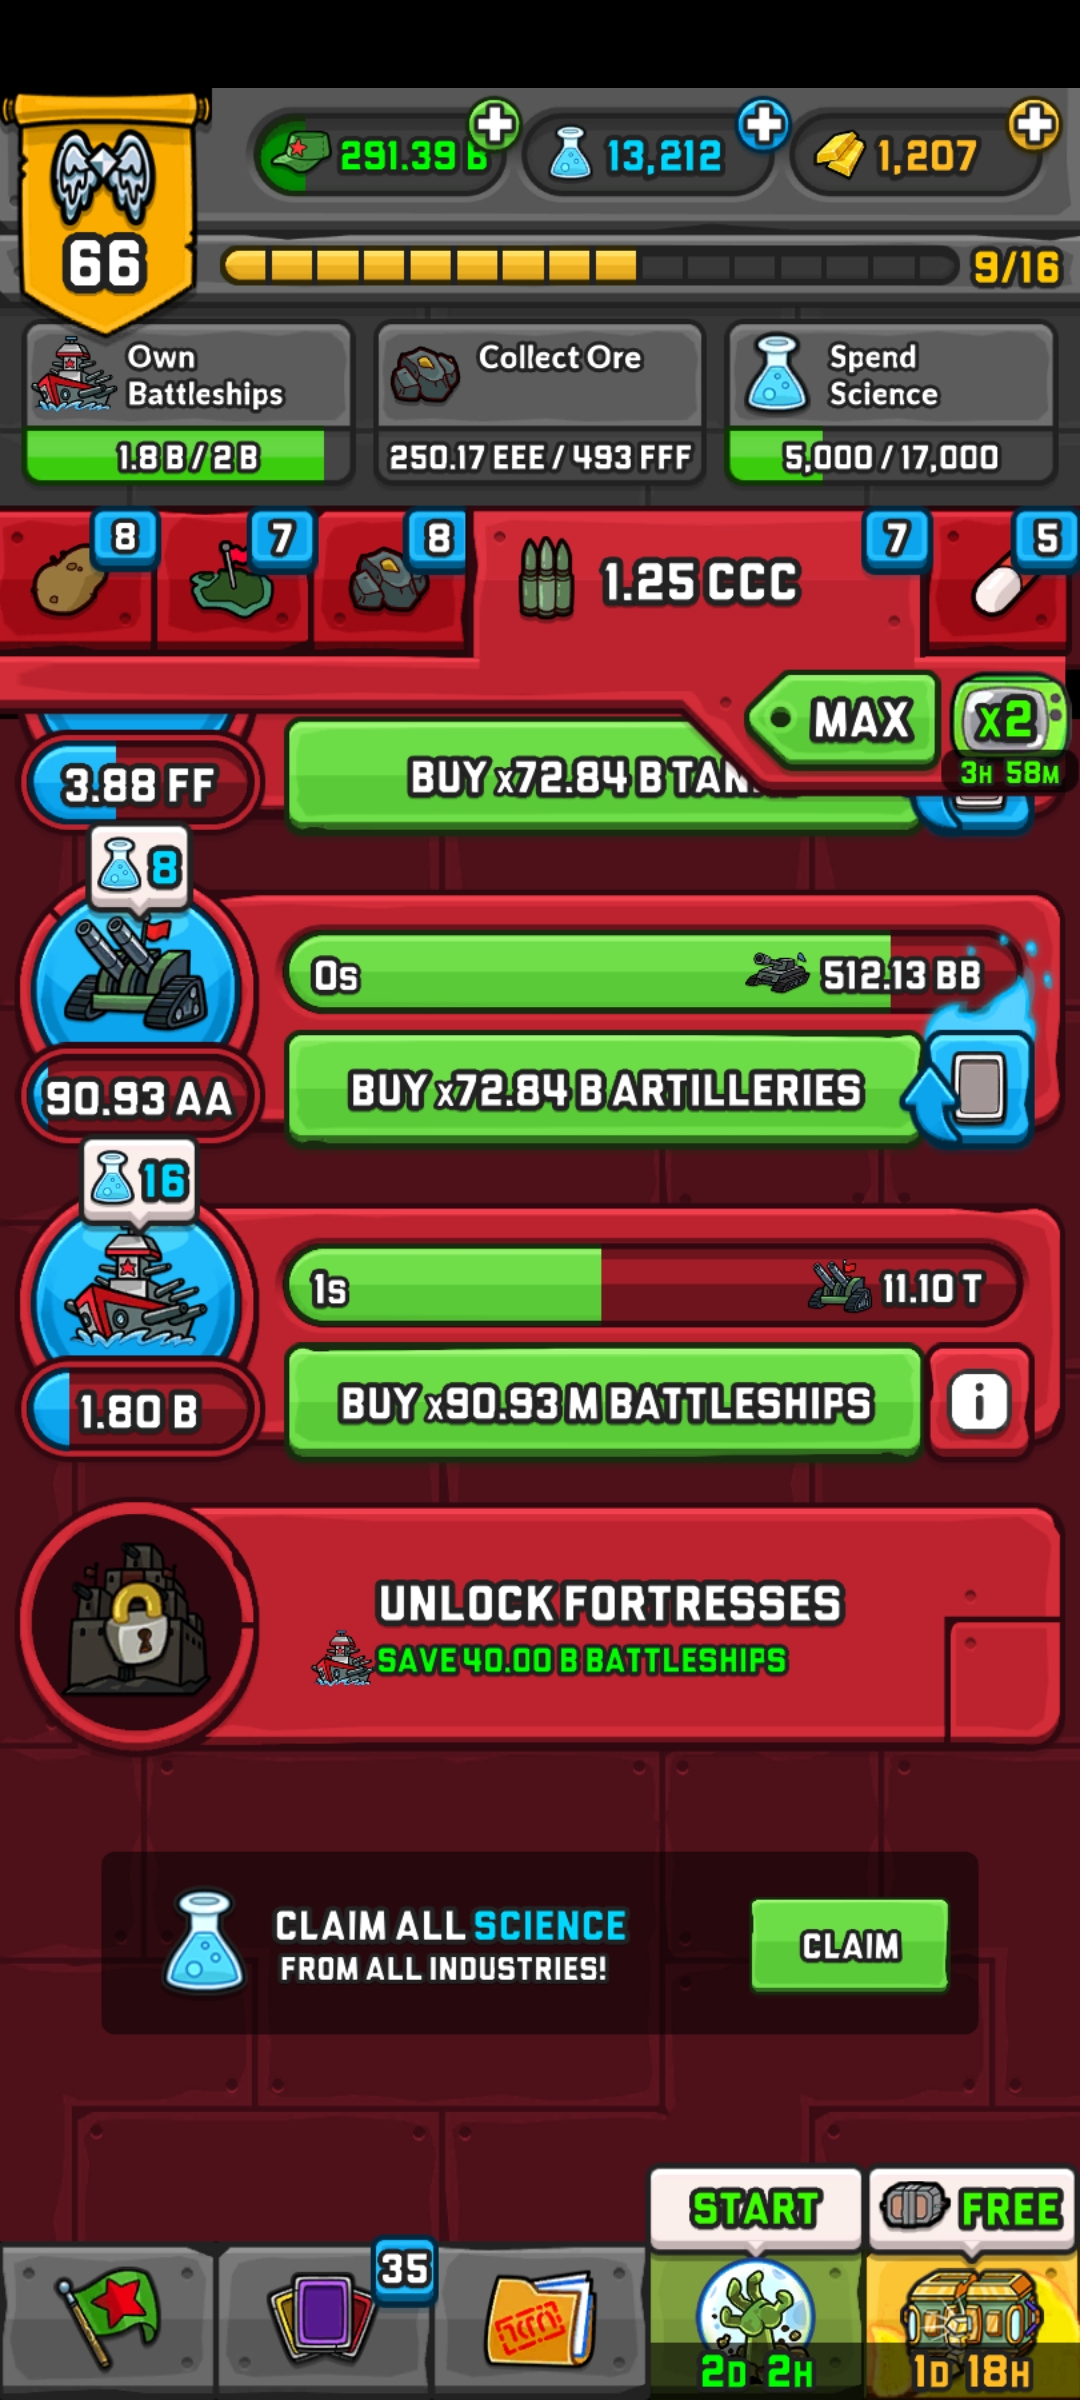 66
291.39 B
13,212
1,207
9/16
Own
Battleships
1.8 B / 2 B
Collect Ore
250.17 EEE / 493 FFF
Spend
Science
5,000 / 17,000
8
7
8
1.25 CCC
7
5
MAX
x2
3H 58M
3.88 FF
BUY x72.84 B TAN
8
0s
512.13 BB
90.93 AA
BUY x72.84 B ARTILLERIES
16
1s
11.10 T
1.80 B
BUY x90.93 M BATTLESHIPS
i
UNLOCK FORTRESSES
SAVE 40.00 B BATTLESHIPS
CLAIM ALL SCIENCE
FROM ALL INDUSTRIES!
CLAIM
START
FREE
35
2D 2H
1D 18H